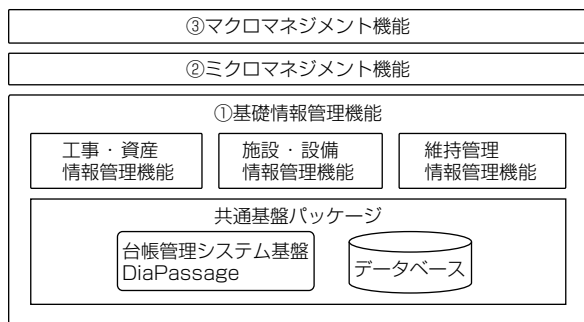 ③マクロマネジメント機能
②ミクロマネジメント機能
①基礎情報管理機能
工事・資産
情報管理機能
施設・設備
情報管理機能
維持管理
情報管理機能
共通基盤パッケージ
台帳管理システム基盤
DiaPassage
データベース